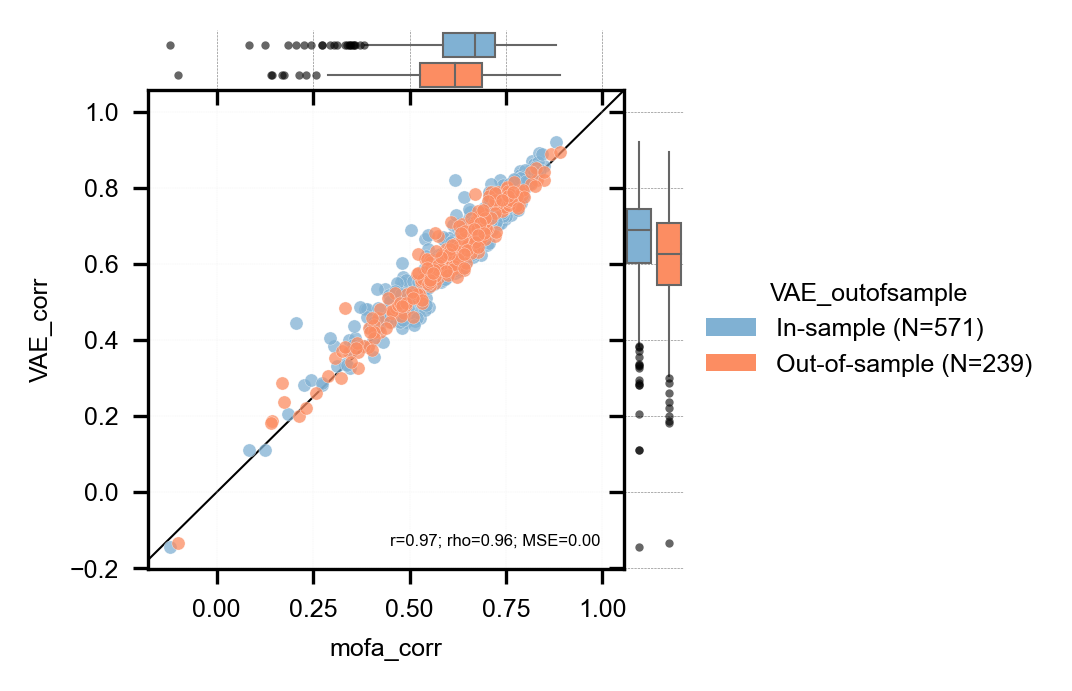 1.0
0.8
0.6
0.4
0.2
0.0
−0.2
VAE_corr
r=0.97; rho=0.96; MSE=0.00
0.00 0.25 0.50 0.75 1.00
mofa_corr
VAE_outofsample
In-sample (N=571)
Out-of-sample (N=239)